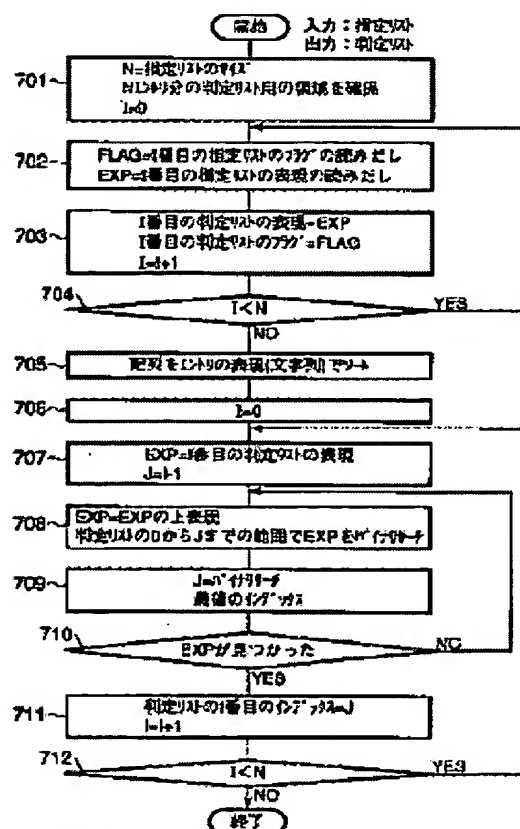 開始
入力：指定リスト
出力：判定リスト
701
N=指定リストのサイズ
Nエントリ分の判定リスト用の領域を確保
I=0
702
FLAG=I番目の指定リストのフラグの読みだし
EXP=I番目の指定リストの表現の読みだし
703
I番目の判定リストの表現=EXP
I番目の判定リストのフラグ=FLAG
I=I+1
704
I<N
YES
NO
705
配列をエントリの表現(文字列)でソート
706
I=0
707
EXP=I番目の判定リストの表現
J=I-1
708
EXP=EXPの上表現
判定リストの0からJまでの範囲でEXPをバイナリサーチ
709
J=バイナリサーチ
最後のインデックス
710
EXPが見つかった
NO
YES
711
判定リストのI番目のインデックス=J
I=I+1
712
I<N
YES
NO
終了